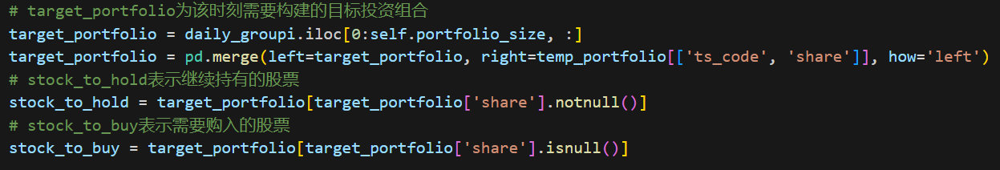 # target_portfolio为该时刻需要构建的目标投资组合
target_portfolio = daily_groupi.iloc[0:self.portfolio_size, :]
target_portfolio = pd.merge(left=target_portfolio, right=temp_portfolio[['ts_code', 'share']], how='left')
# stock_to_hold表示继续持有的股票
stock_to_hold = target_portfolio[target_portfolio['share'].notnull()]
# stock_to_buy表示需要购入的股票
stock_to_buy = target_portfolio[target_portfolio['share'].isnull()]